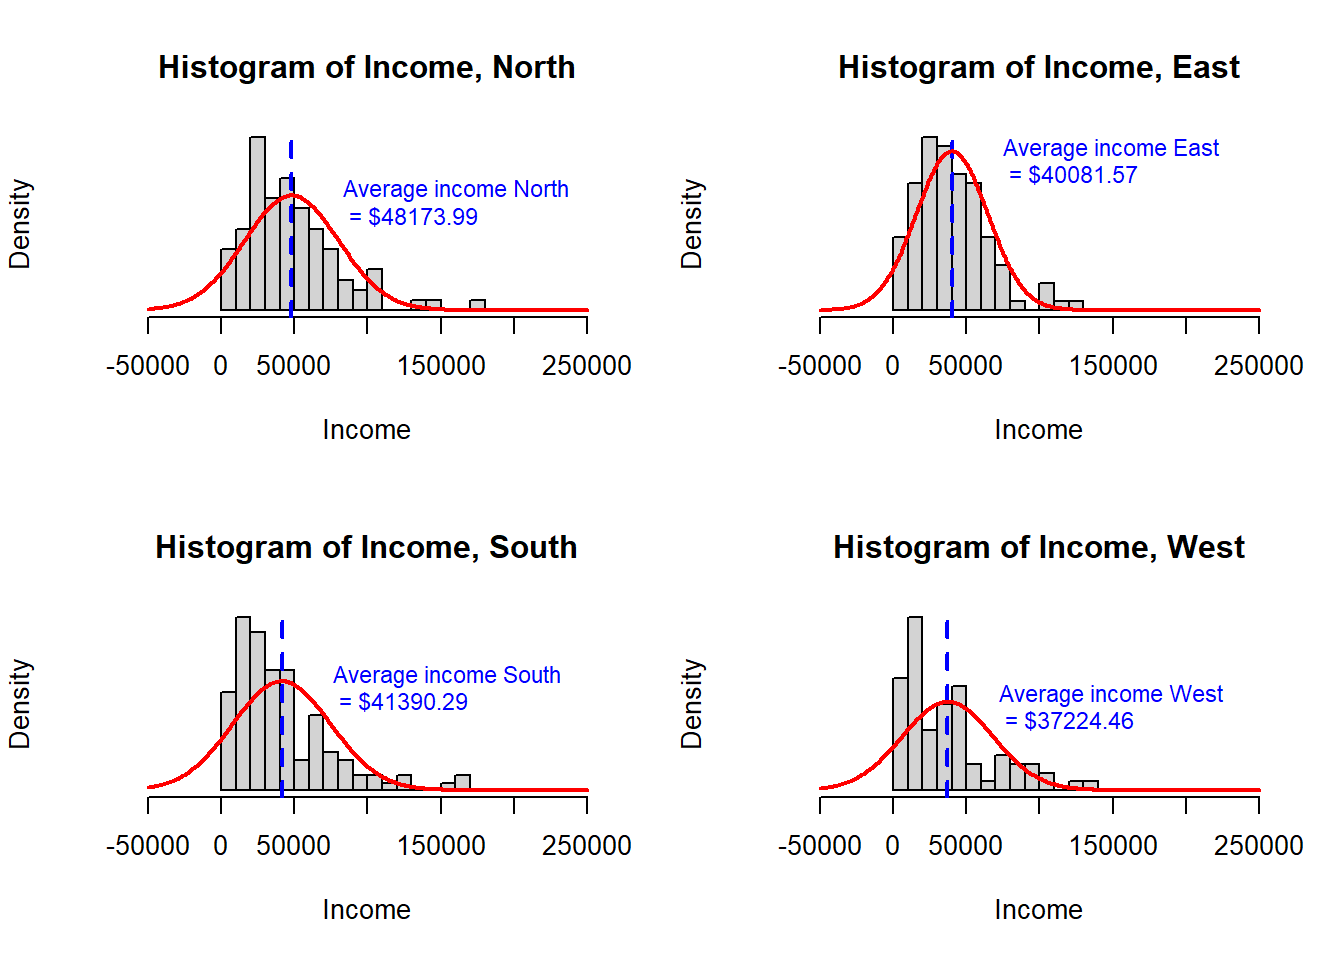 Histogram of Income, North
Density
Average income North
= $48173.99
-50000 0 50000 150000 250000
Income
Histogram of Income, East
Density
Average income East
= $40081.57
-50000 0 50000 150000 250000
Income
Histogram of Income, South
Density
Average income South
= $41390.29
-50000 0 50000 150000 250000
Income
Histogram of Income, West
Density
Average income West
= $37224.46
-50000 0 50000 150000 250000
Income